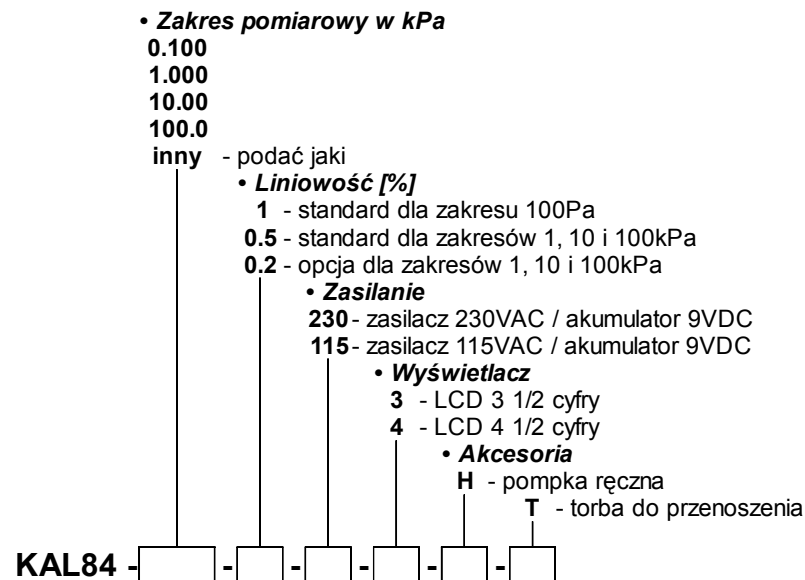 • Zakres pomiarowy w kPa
0.100
1.000
10.00
100.0
inny - podać jaki
• Liniowość [%]
1 - standard dla zakresu 100Pa
0.5 - standard dla zakresów 1, 10 i 100kPa
0.2 - opcja dla zakresów 1, 10 i 100kPa
• Zasilanie
230 - zasilacz 230VAC / akumulator 9VDC
115 - zasilacz 115VAC / akumulator 9VDC
• Wyświetlacz
3 - LCD 3 1/2 cyfry
4 - LCD 4 1/2 cyfry
• Akcesoria
H - pompka ręczna
T - torba do przenoszenia
KAL84 - - - - - -